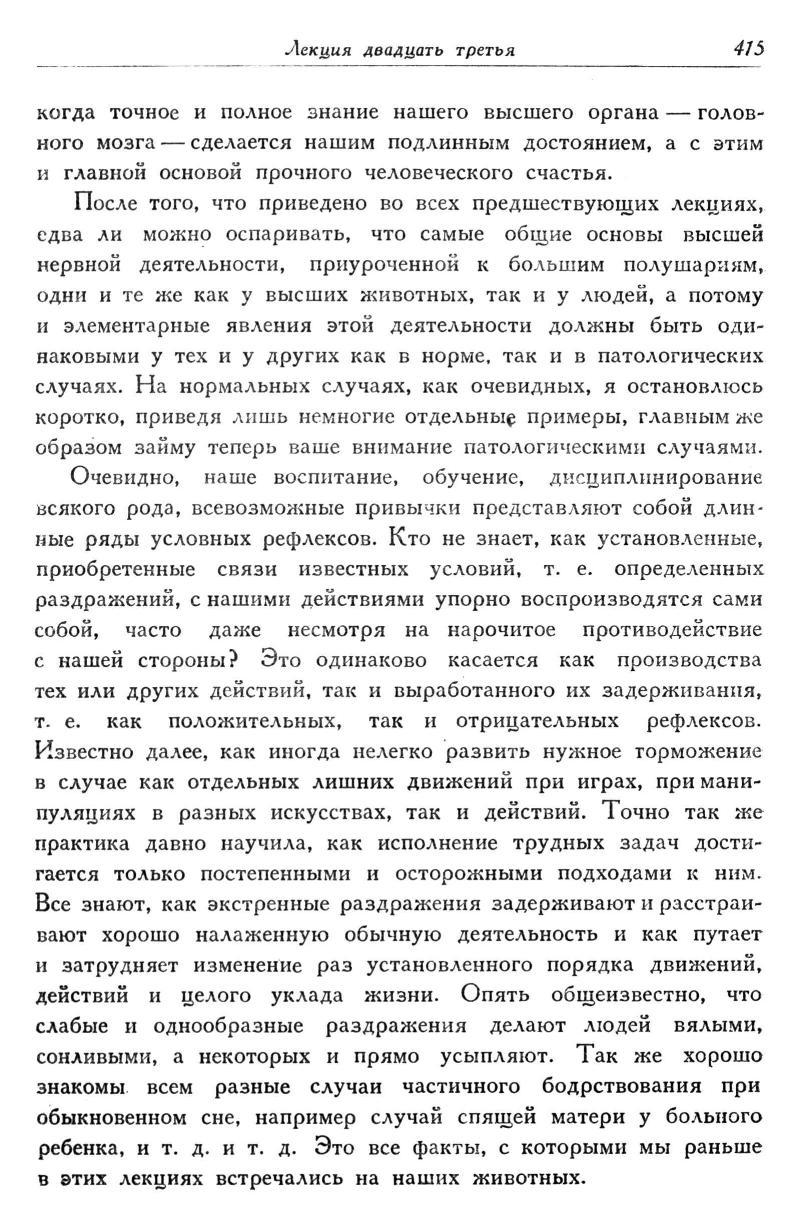 Лекция двадцать третья 415
когда точное и полное знание нашего высшего органа — голов-
ного мозга — сделается нашим подлинным достоянием, а с этим
и главной основой прочного человеческого счастья.
После того, что приведено во всех предшествующих лекциях,
едва ли можно оспаривать, что самые общие основы высшей
нервной деятельности, приуроченной к большим полушариям,
одни и те же как у высших животных, так и у людей, а потому
и элементарные явления этой деятельности должны быть оди-
наковыми у тех и у других как в норме, так и в патологических
случаях. На нормальных случаях, как очевидных, я остановлюсь
коротко, приведя лишь немногие отдельные примеры, главным же
образом займу теперь ваше внимание патологическими случаями.
Очевидно, наше воспитание, обучение, дисциплинирование
всякого рода, всевозможные привычки представляют собой длин-
ные ряды условных рефлексов. Кто не знает, как установленные,
приобретенные связи известных условий, т. е. определенных
раздражений, с нашими действиями упорно воспроизводятся сами
собой, часто даже несмотря на нарочитое противодействие
с нашей стороны? Это одинаково касается как производства
тех или других действий, так и выработанного их задерживания,
т. е. как положительных, так и отрицательных рефлексов.
Известно далее, как иногда нелегко развить нужное торможение
в случае как отдельных лишних движений при играх, при мани-
пуляциях в разных искусствах, так и действий. Точно так же
практика давно научила, как исполнение трудных задач дости-
гается только постепенными и осторожными подходами к ним.
Все знают, как экстренные раздражения задерживают и расстраи-
вают хорошо налаженную обычную деятельность и как путает
и затрудняет изменение раз установленного порядка движений,
действий и целого уклада жизни. Опять общеизвестно, что
слабые и однообразные раздражения делают людей вялыми,
сонливыми, а некоторых и прямо усыпляют. Так же хорошо
знакомы всем разные случаи частичного бодрствования при
обыкновенном сне, например случай спящей матери у больного
ребенка, и т. д. и т. д. Это все факты, с которыми мы раньше
в этих лекциях встречались на наших животных.